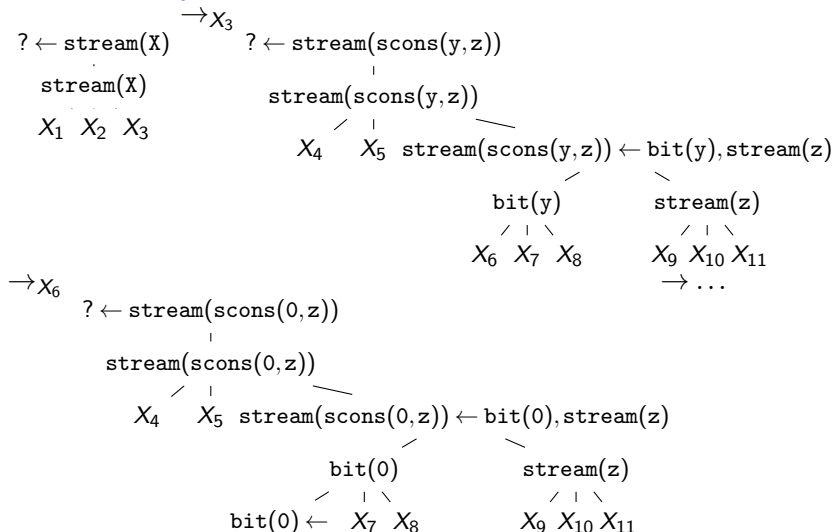 →X₃
? ← stream(X)
? ← stream(scons(y,z))
stream(X)
stream(scons(y,z))
X₁ X₂ X₃
X₄ X₅ stream(scons(y,z)) ← bit(y),stream(z)
bit(y) stream(z)
X₆ X₇ X₈ X₉ X₁₀ X₁₁
→X₆ → ...
? ← stream(scons(0,z))
stream(scons(0,z))
X₄ X₅ stream(scons(0,z)) ← bit(0),stream(z)
bit(0) stream(z)
bit(0) ← X₇ X₈ X₉ X₁₀ X₁₁